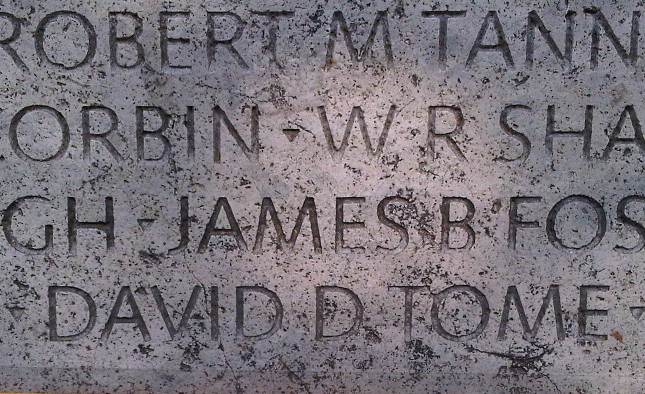 ROBERT M TANN
ORBIN ▾ W R SHA
GH ▾ JAMES B FOS
▾ DAVID D TOME ▾